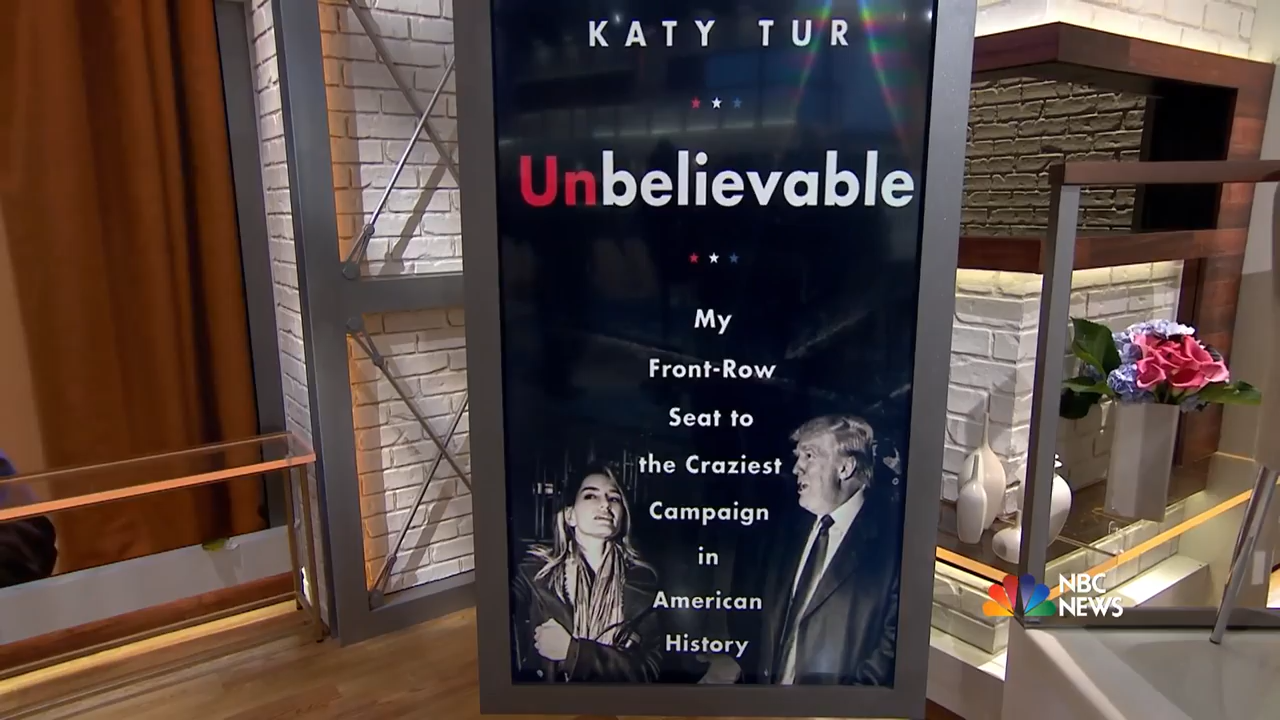 KATY TUR
Unbelievable
My
Front-Row
Seat to
the Craziest
Campaign
in
American
History
NBC
NEWS